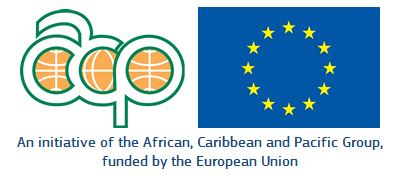 acp
An initiative of the African, Caribbean and Pacific Group,
funded by the European Union